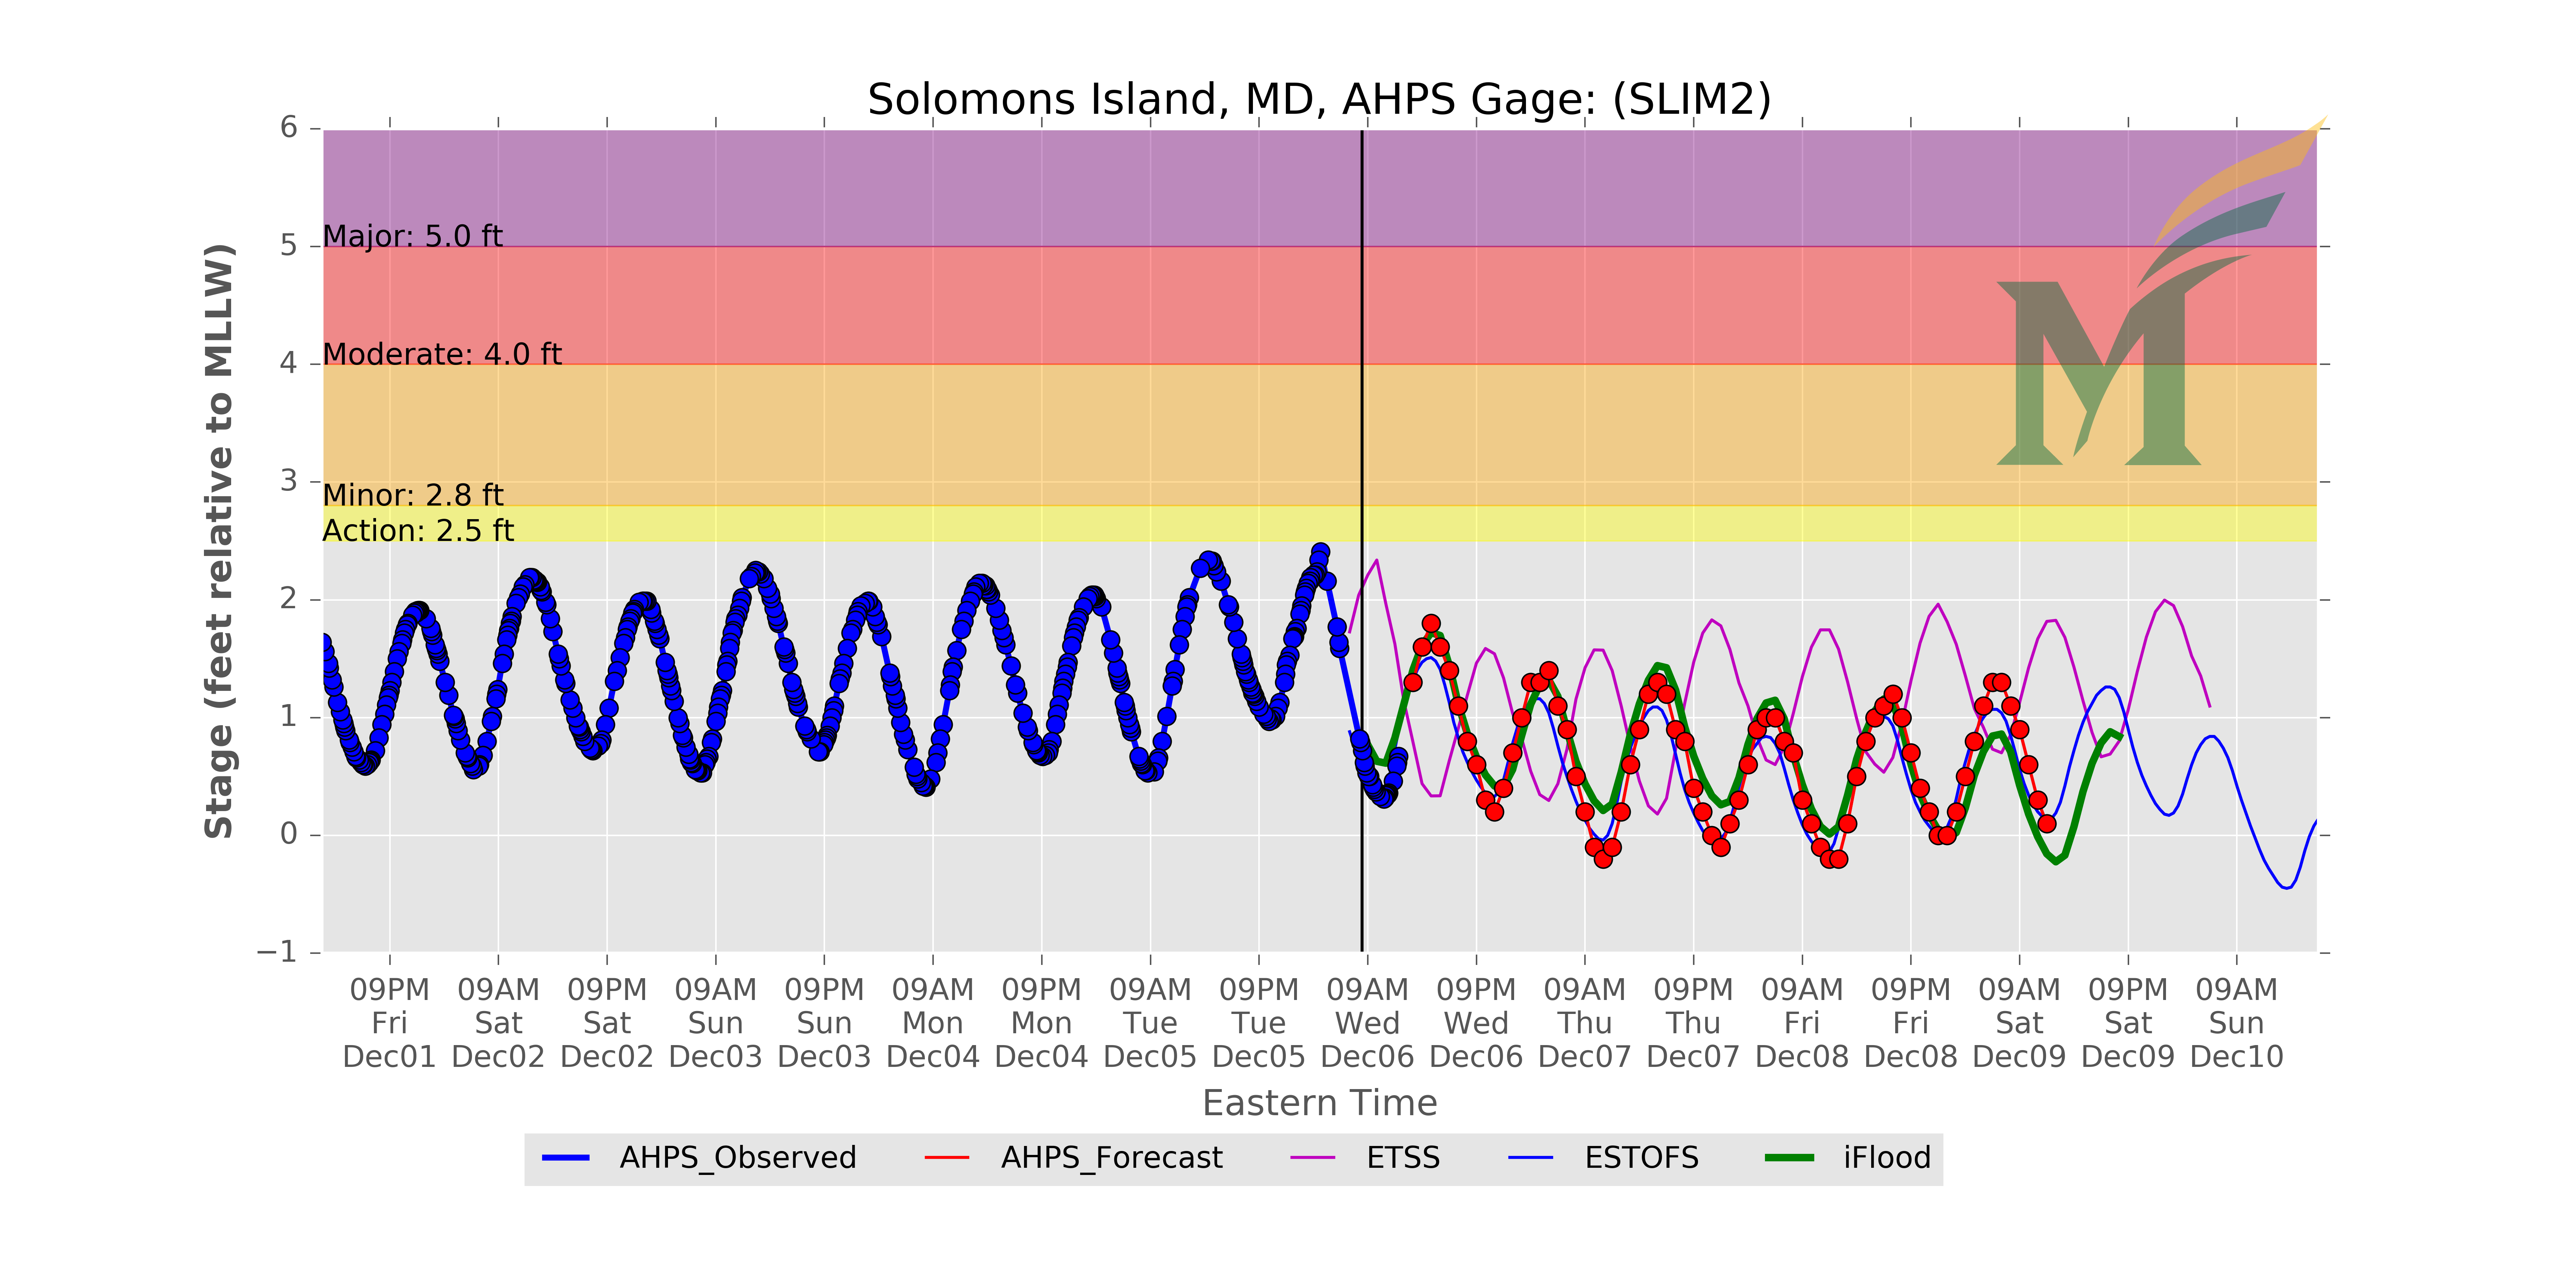 Solomons Island, MD, AHPS Gage: (SLIM2)
6
5
4
3
2
1
0
−1
Stage (feet relative to MLLW)
Major: 5.0 ft
Moderate: 4.0 ft
Minor: 2.8 ft
Action: 2.5 ft
M
09PM 09AM 09PM 09AM 09PM 09AM 09PM 09AM 09PM 09AM 09PM 09AM 09PM 09AM 09PM 09AM 09PM 09AM
Fri Sat Sat Sun Sun Mon Mon Tue Tue Wed Wed Thu Thu Fri Fri Sat Sat Sun
Dec01 Dec02 Dec02 Dec03 Dec03 Dec04 Dec04 Dec05 Dec05 Dec06 Dec06 Dec07 Dec07 Dec08 Dec08 Dec09 Dec09 Dec10
Eastern Time
AHPS_Observed AHPS_Forecast ETSS ESTOFS iFlood